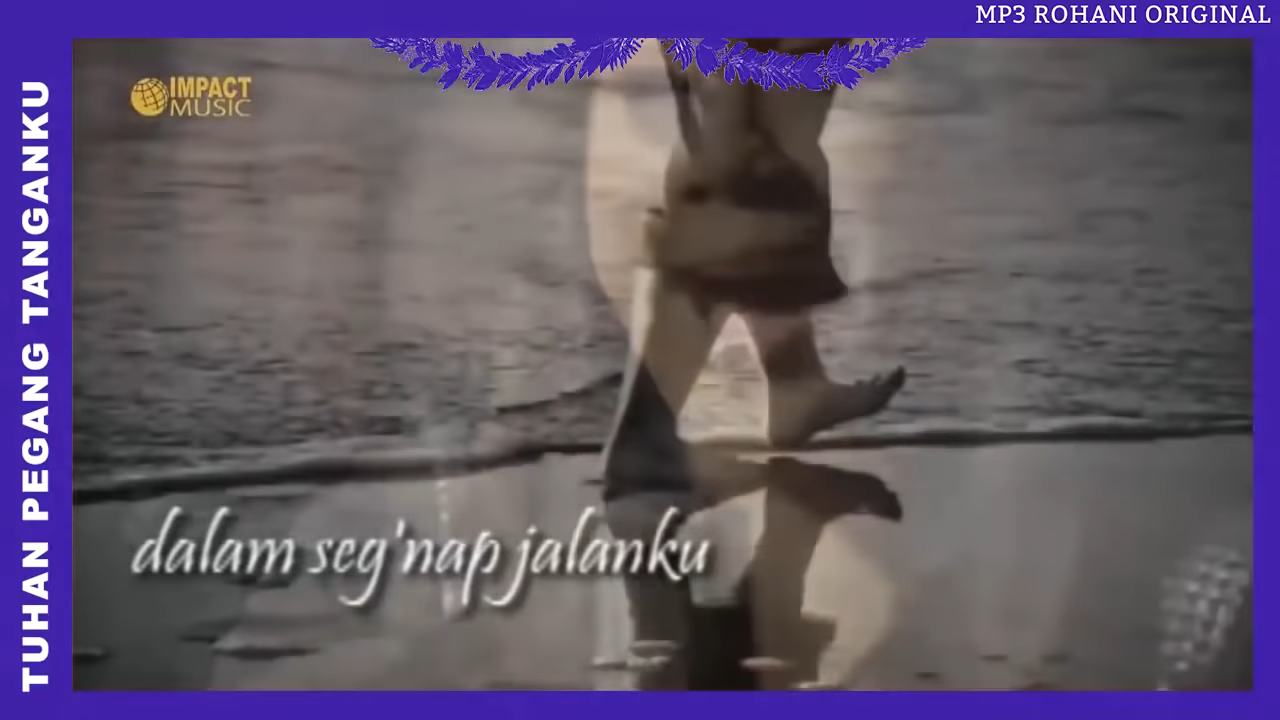 MP3 ROHANI ORIGINAL
IMPACT
MUSIC
TUHAN PEGANG TANGANKU
dalam seg'nap jalanku